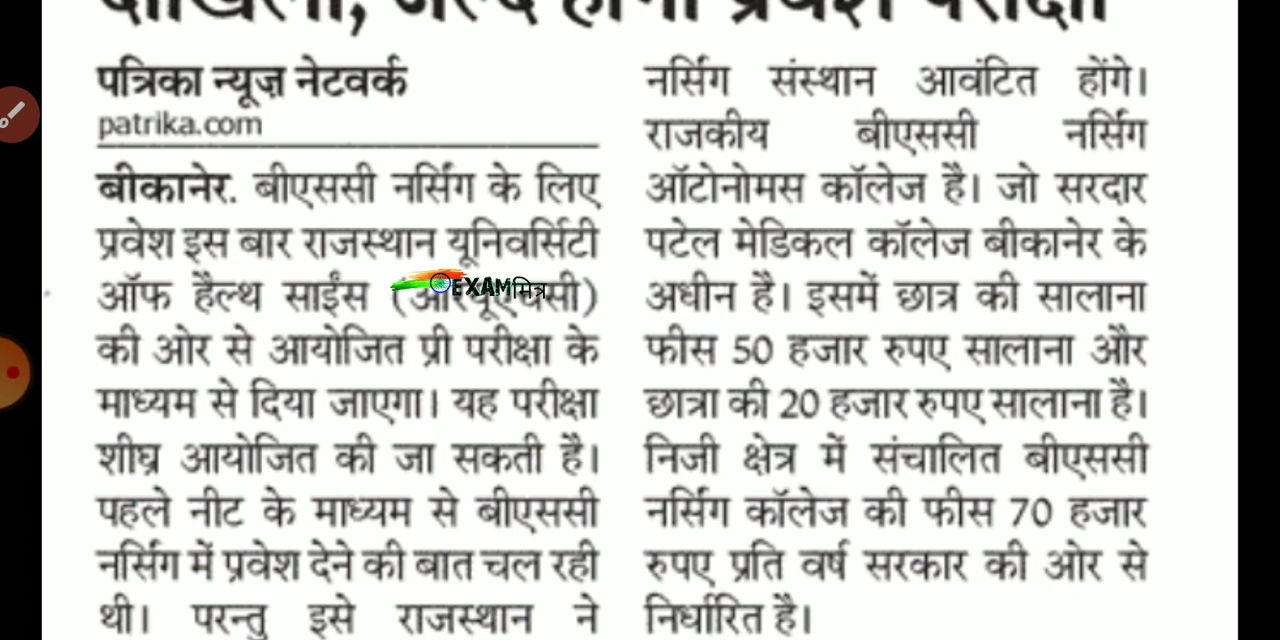 पत्रिका न्यूज़ नेटवर्क
patrika.com
बीकानेर. बीएससी नर्सिंग के लिए
प्रवेश इस बार राजस्थान यूनिवर्सिटी
ऑफ हैल्थ साईंस
EXAMमित्र
की ओर से आयोजित प्री परीक्षा के
माध्यम से दिया जाएगा। यह परीक्षा
शीघ्र आयोजित की जा सकती है।
पहले नीट के माध्यम से बीएससी
नर्सिंग में प्रवेश देने की बात चल रही
थी। परन्तु इसे राजस्थान ने
नर्सिंग संस्थान आवंटित होंगे।
राजकीय बीएससी नर्सिंग
ऑटोनोमस कॉलेज है। जो सरदार
पटेल मेडिकल कॉलेज बीकानेर के
अधीन है। इसमें छात्र की सालाना
फीस 50 हजार रुपए सालाना और
छात्रा की 20 हजार रुपए सालाना है।
निजी क्षेत्र में संचालित बीएससी
नर्सिंग कॉलेज की फीस 70 हजार
रुपए प्रति वर्ष सरकार की ओर से
निर्धारित है।